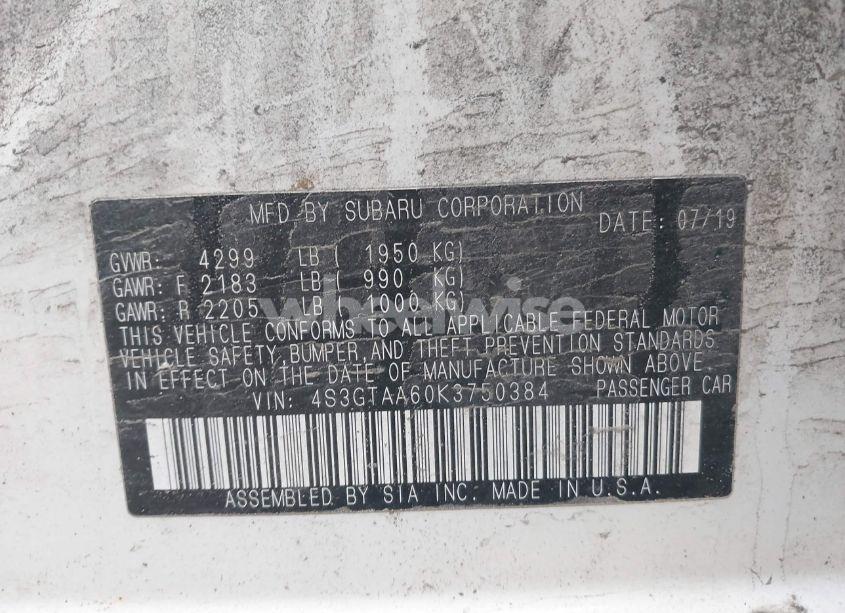 MFD BY SUBARU CORPORATION DATE: 07/19
GVWR: 4299 LB ( 1950 KG)
GAWR: F 2183 LB ( 990 KG)
GAWR: R 2205 LB ( 1000 KG)
wheelwise
THIS VEHICLE CONFORMS TO ALL APPLICABLE FEDERAL MOTOR
VEHICLE SAFETY, BUMPER, AND THEFT PREVENTION STANDARDS
IN EFFECT ON THE DATE OF MANUFACTURE SHOWN ABOVE.
VIN: 4S3GTAA60K3750384 PASSENGER CAR
ASSEMBLED BY SIA INC. MADE IN U.S.A.